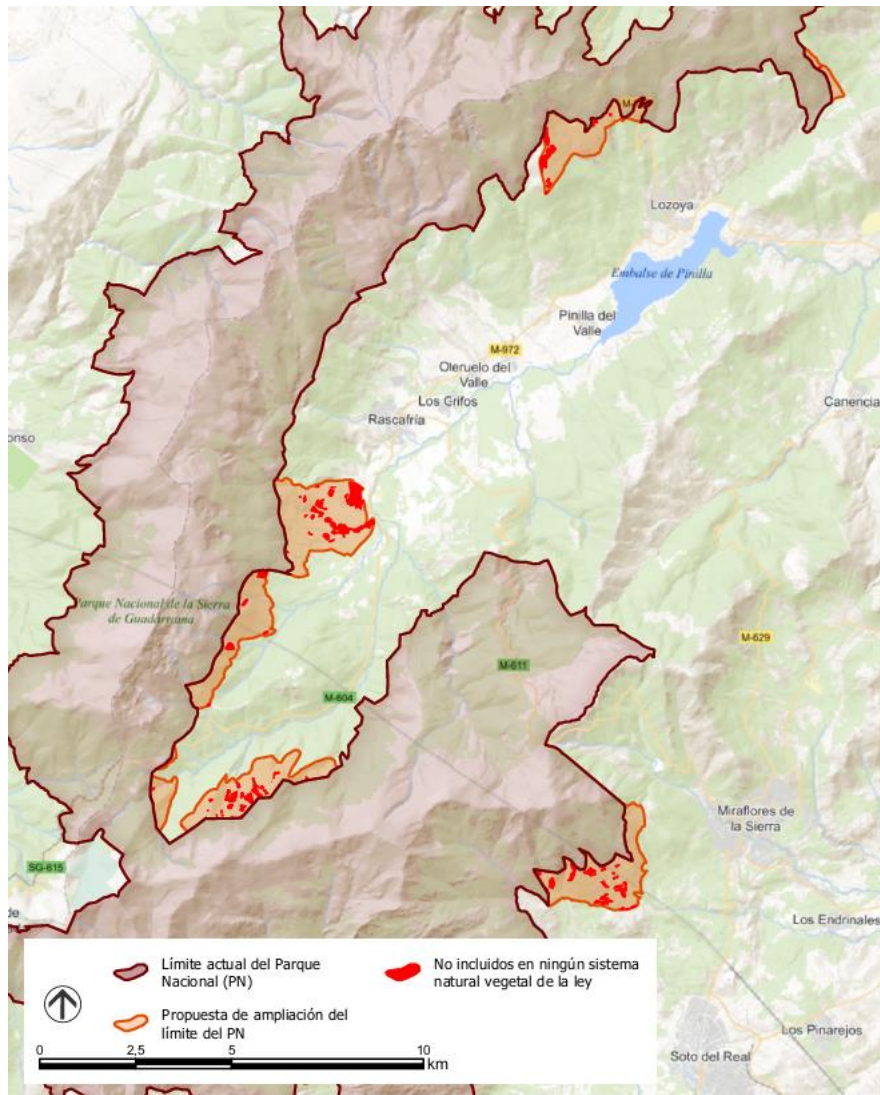 M-6
Lozoya
Embalse de Pinilla
Pinilla del
Valle
M-972
Oteruelo del
Valle
Los Grifos
Rascafría
Canencia
onso
Parque Nacional de la Sierra
de Guadarrama
M-629
M-611
M-604
Miraflores de
la Sierra
SG-615
de
Los Endrinales
Límite actual del Parque
Nacional (PN)
No incluidos en ningún sistema
natural vegetal de la ley
Propuesta de ampliación del
límite del PN
0 2,5 5 10
km
Los Pinarejos
Soto del Real